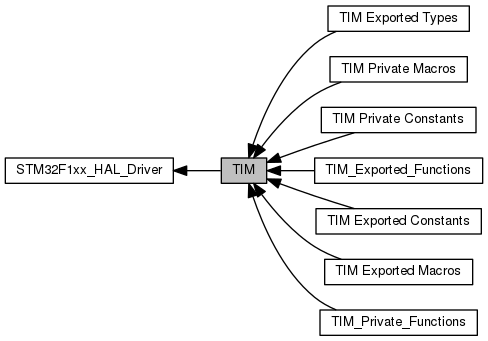 TIM Exported Types
TIM Private Macros
TIM Private Constants
STM32F1xx_HAL_Driver
TIM
TIM_Exported_Functions
TIM Exported Constants
TIM Exported Macros
TIM_Private_Functions